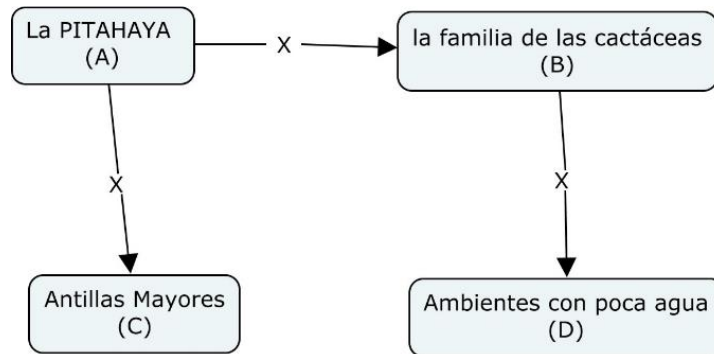 La PITAHAYA
(A)
X
la familia de las cactáceas
(B)
X
X
Antillas Mayores
(C)
Ambientes con poca agua
(D)